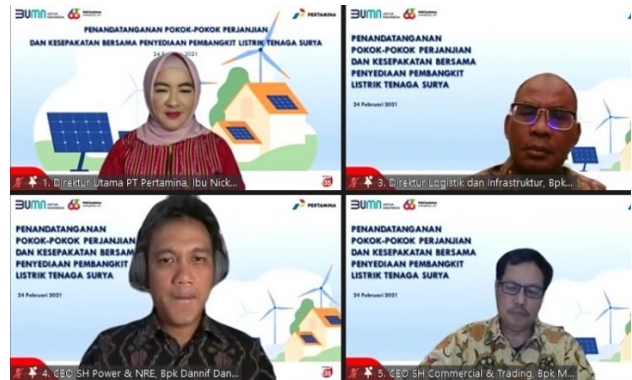 BUMN
PERTAMINA
PENANDATANGANAN POKOK-POKOK PERJANJIAN
DAN KESEPAKATAN BERSAMA PENYEDIAAN PEMBANGKIT LISTRIK TENAGA SURYA
24 2021
1. Direktur Utama PT Pertamina, Ibu Nick...
BUMN
PENANDATANGANAN
POKOK-POKOK PERJANJIAN
DAN KESEPAKATAN BERSAMA
PENYEDIAAN PEMBANGKIT
LISTRIK TENAGA SURYA
24 Februari 2021
3. Direktur Logistik dan Infrastruktur, Bpk...
BUMN
PERTAMINA
PENANDATANGANAN
POKOK-POKOK PERJANJIAN
DAN KESEPAKATAN BERSAMA
PENYEDIAAN PEMBANGKIT
LISTRIK TENAGA SURYA
24 Februari 2021
4. CEO SH Power & NRE, Bpk Dannif Dan...
BUMN
PENANDATANGANAN
POKOK-POKOK PERJANJIAN
DAN KESEPAKATAN BERSAMA
PENYEDIAAN PEMBANGKIT
LISTRIK TENAGA SURYA
24 Februari 2021
5. CEO SH Commercial & Trading, Bpk M...